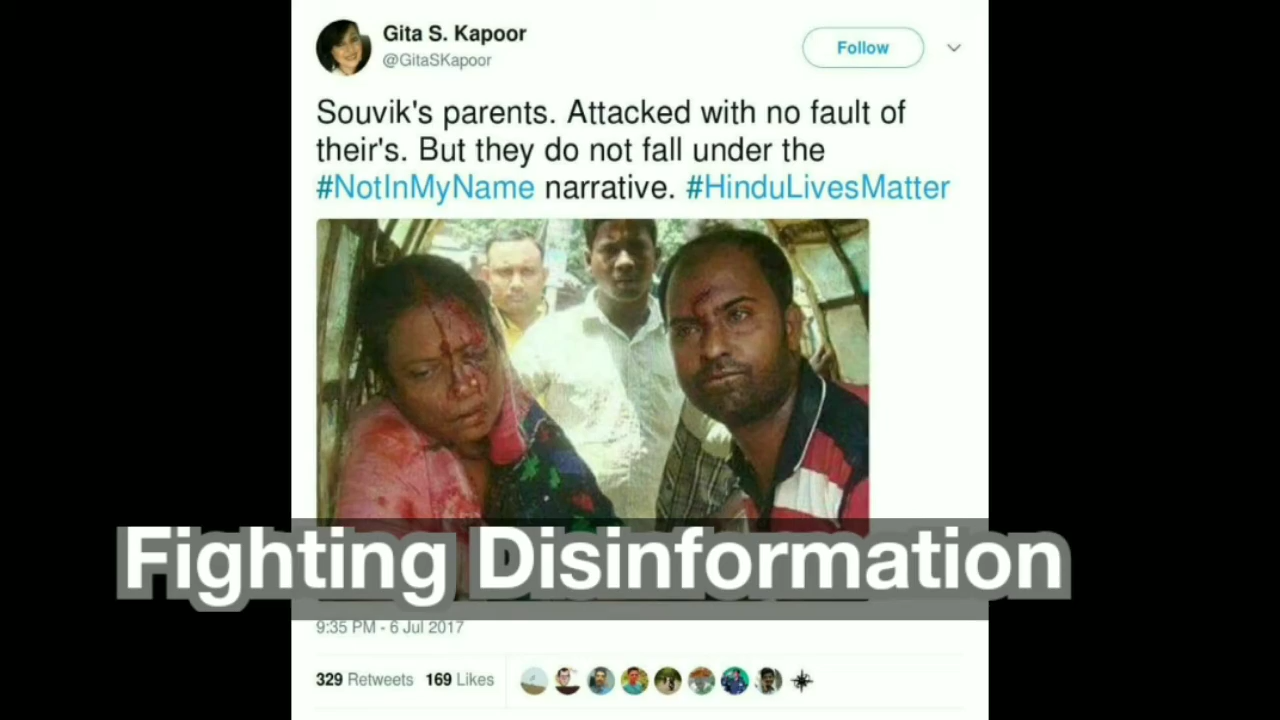 Gita S. Kapoor
@GitaSKapoor
Follow
Souvik's parents. Attacked with no fault of
their's. But they do not fall under the
#NotInMyName narrative. #HinduLivesMatter
Fighting Disinformation
9:35 PM - 6 Jul 2017
329 Retweets 169 Likes